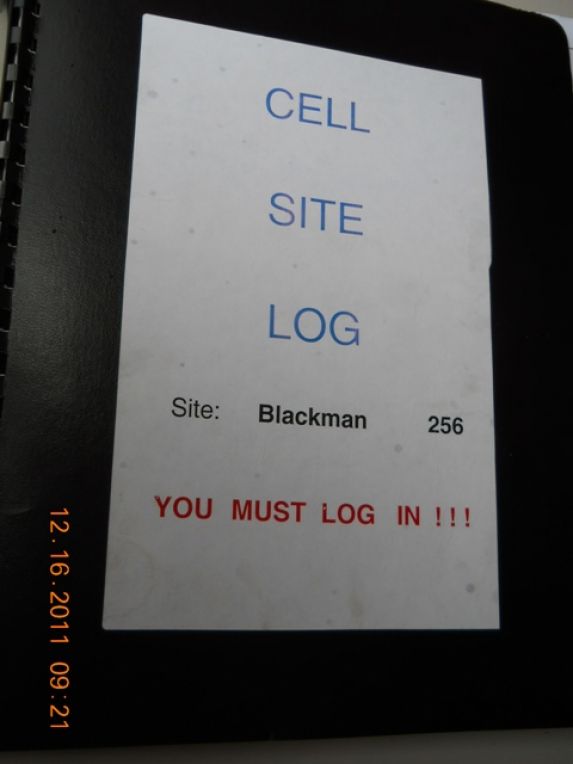 CELL
SITE
LOG
Site: Blackman 256
YOU MUST LOG IN !!!
12.16.2011 09:21